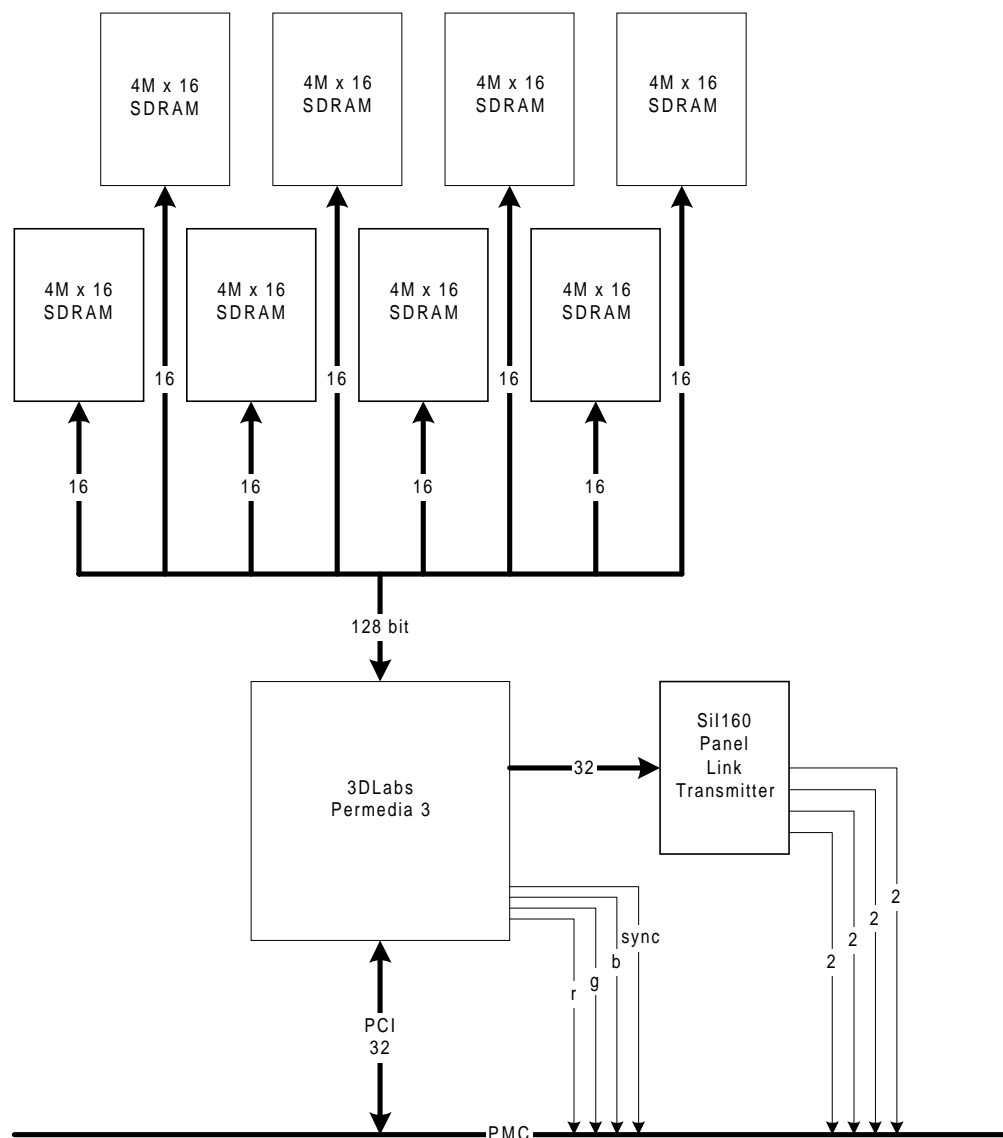 4M x 16
SDRAM
4M x 16
SDRAM
4M x 16
SDRAM
4M x 16
SDRAM
4M x 16
SDRAM
4M x 16
SDRAM
4M x 16
SDRAM
4M x 16
SDRAM
16
16
16
16
16
16
16
16
128 bit
3DLabs
Permedia 3
32
SiI160
Panel
Link
Transmitter
r
g
b
sync
2
2
2
2
PCI
32
PMC